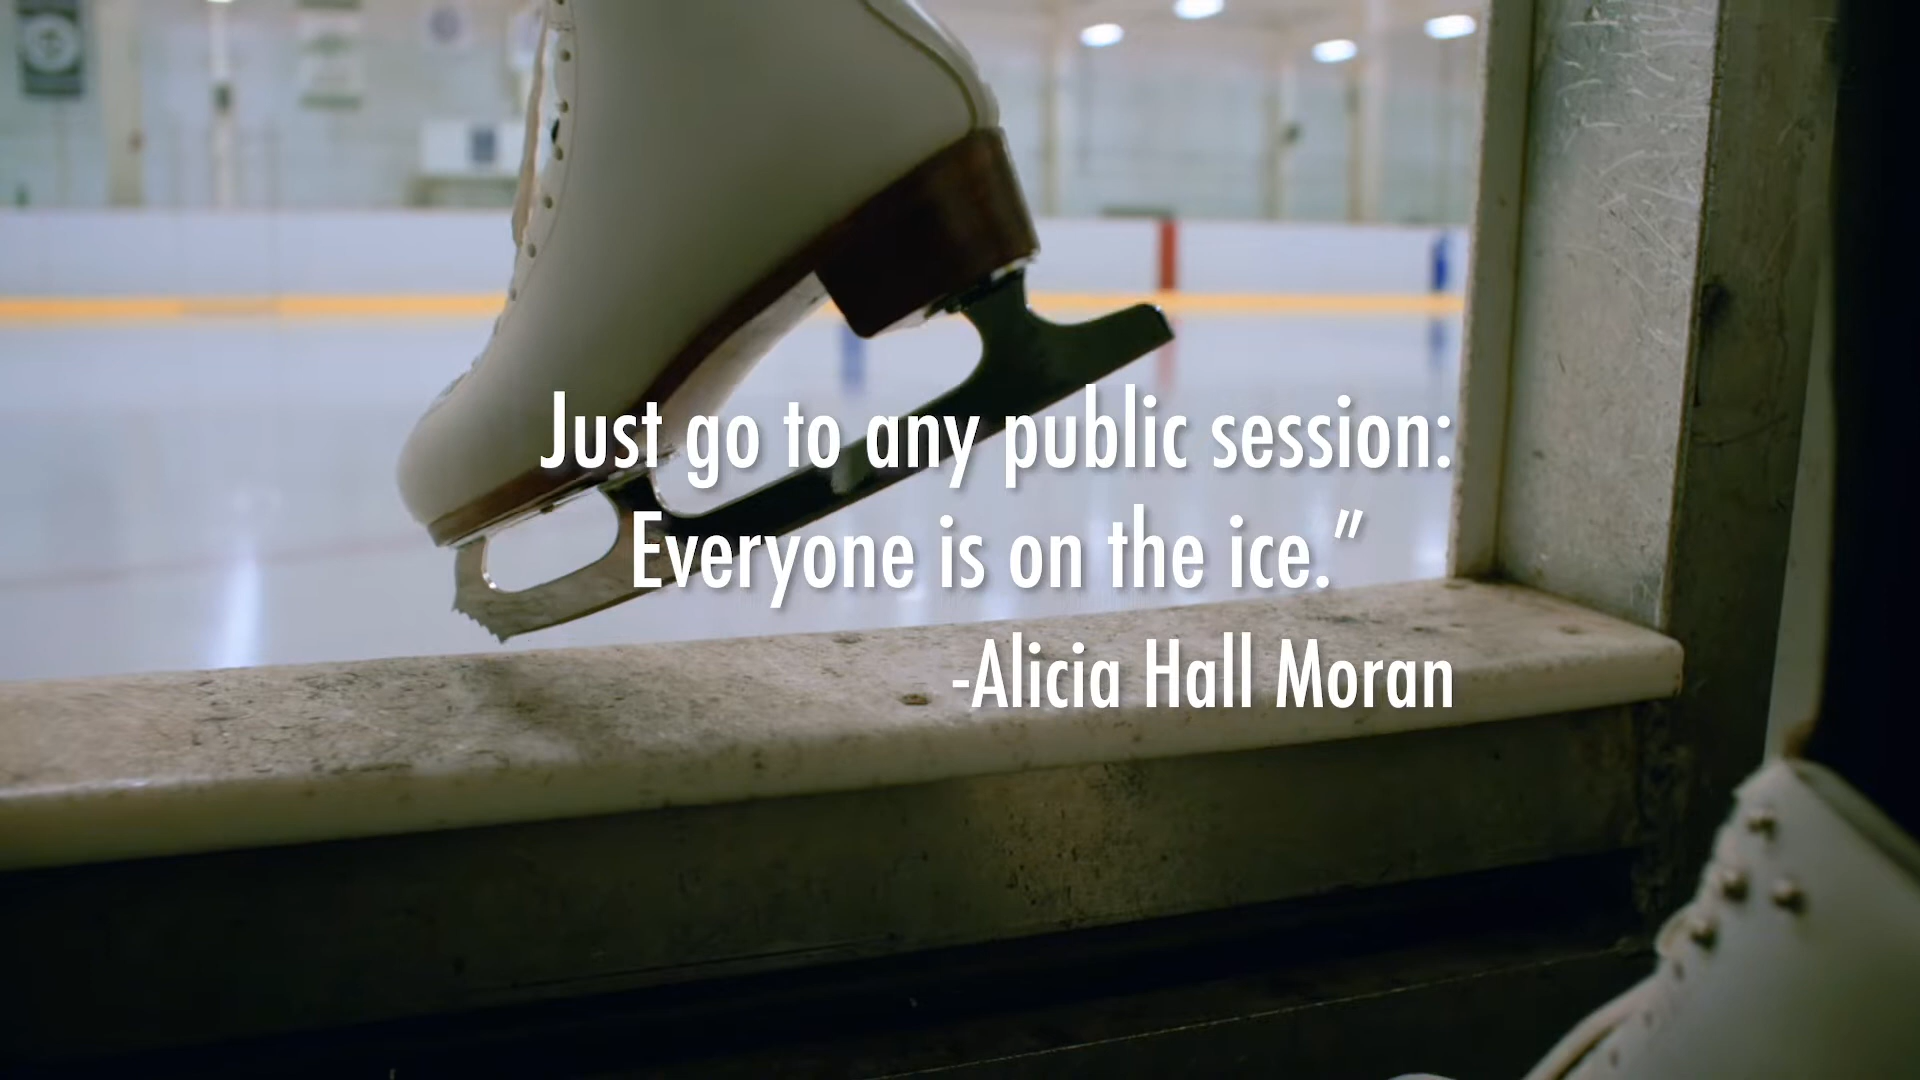 Just go to any public session:
Everyone is on the ice.”
-Alicia Hall Moran